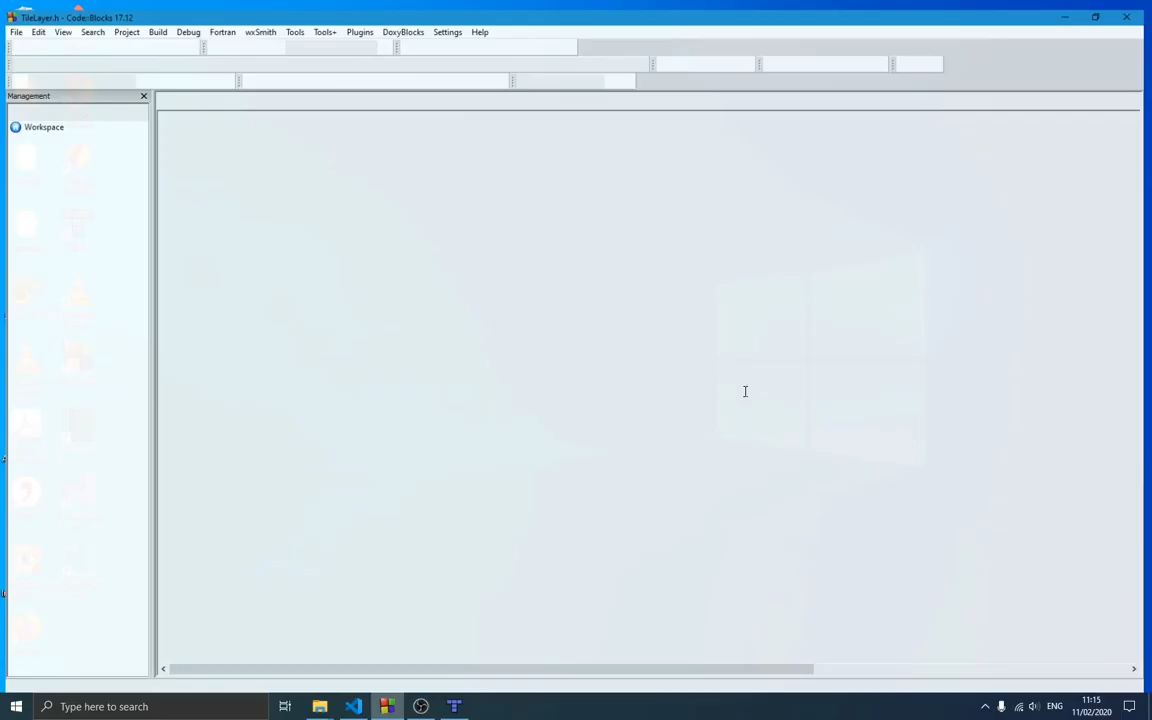 TileLayer.h - Code::Blocks 17.12
File Edit View Search Project Build Debug Fortran wxSmith Tools Tools+ Plugins DoxyBlocks Settings Help
Management
Workspace
Type here to search
ENG
11:15
11/02/2020